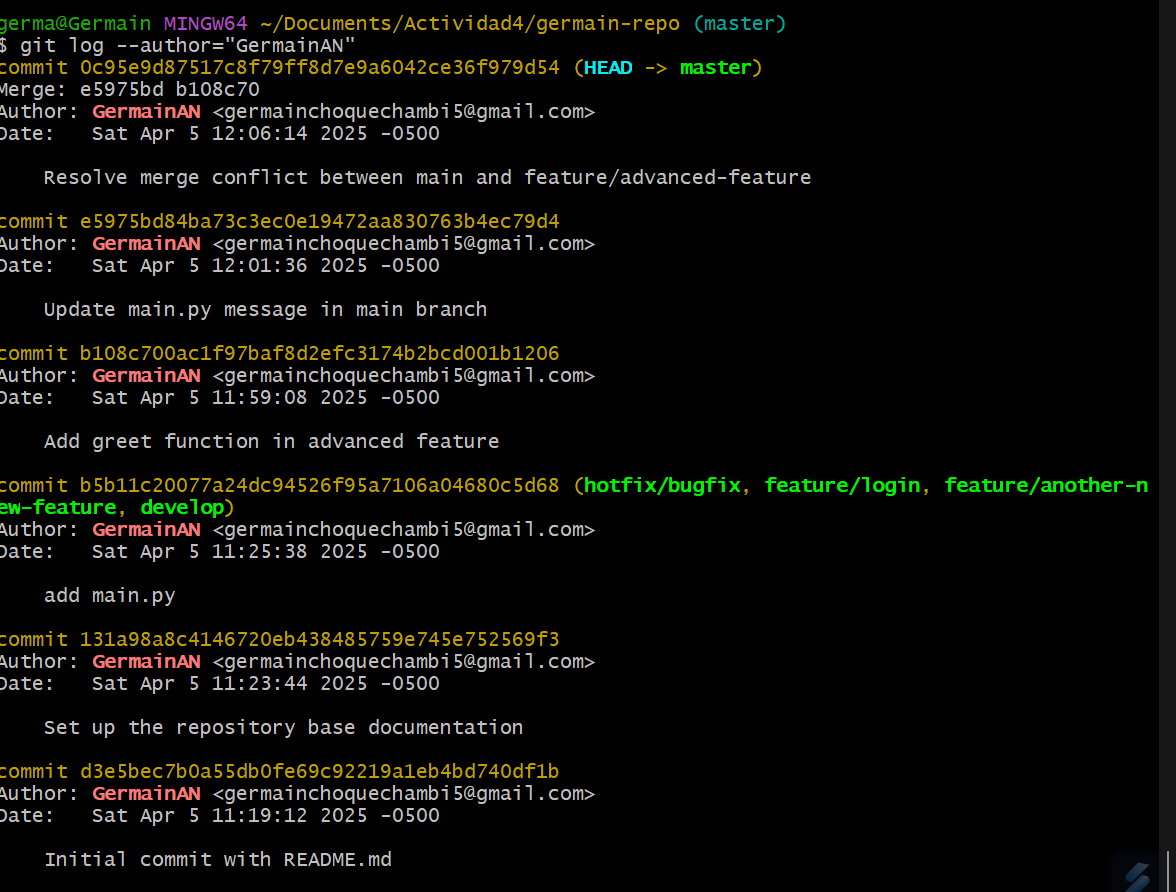 germa@Germain MINGW64 ~/Documents/Actividad4/germain-repo (master)
$ git log --author="GermainAN"
commit 0c95e9d87517c8f79ff8d7e9a6042ce36f979d54 (HEAD -> master)
Merge: e5975bd b108c70
Author: GermainAN <germainchoquechambi5@gmail.com>
Date:   Sat Apr 5 12:06:14 2025 -0500

    Resolve merge conflict between main and feature/advanced-feature

commit e5975bd84ba73c3ec0e19472aa830763b4ec79d4
Author: GermainAN <germainchoquechambi5@gmail.com>
Date:   Sat Apr 5 12:01:36 2025 -0500

    Update main.py message in main branch

commit b108c700ac1f97baf8d2efc3174b2bcd001b1206
Author: GermainAN <germainchoquechambi5@gmail.com>
Date:   Sat Apr 5 11:59:08 2025 -0500

    Add greet function in advanced feature

commit b5b11c20077a24dc94526f95a7106a04680c5d68 (hotfix/bugfix, feature/login, feature/another-n
ew-feature, develop)
Author: GermainAN <germainchoquechambi5@gmail.com>
Date:   Sat Apr 5 11:25:38 2025 -0500

    add main.py

commit 131a98a8c4146720eb438485759e745e752569f3
Author: GermainAN <germainchoquechambi5@gmail.com>
Date:   Sat Apr 5 11:23:44 2025 -0500

    Set up the repository base documentation

commit d3e5bec7b0a55db0fe69c92219a1eb4bd740df1b
Author: GermainAN <germainchoquechambi5@gmail.com>
Date:   Sat Apr 5 11:19:12 2025 -0500

    Initial commit with README.md